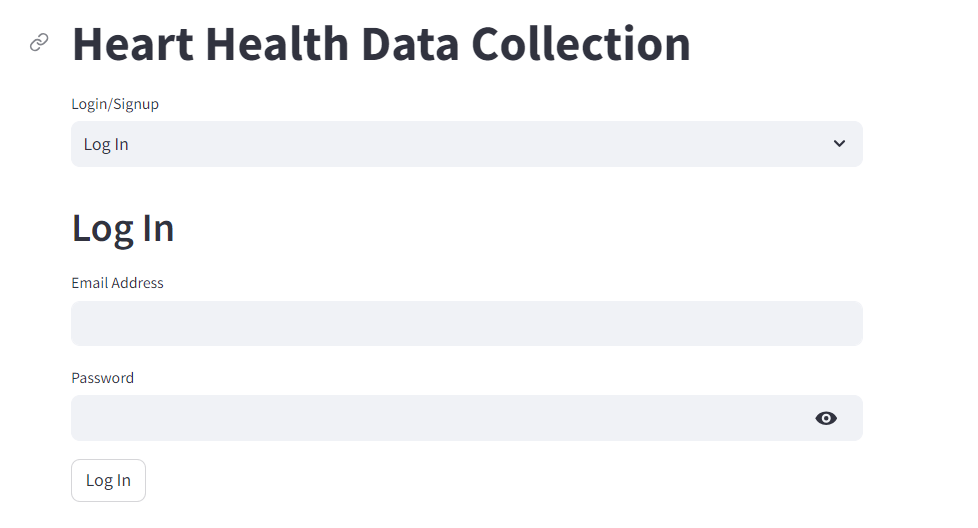 Heart Health Data Collection
Login/Signup
Log In
Log In
Email Address
Password
Log In